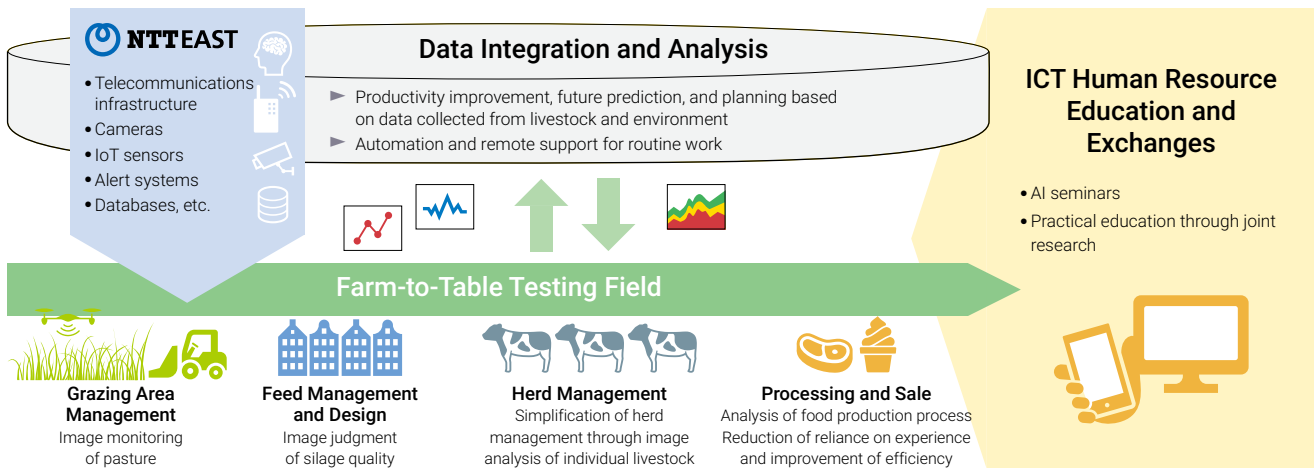 NTT EAST
• Telecommunications
infrastructure
• Cameras
• IoT sensors
• Alert systems
• Databases, etc.
Data Integration and Analysis
► Productivity improvement, future prediction, and planning based
on data collected from livestock and environment
► Automation and remote support for routine work
ICT Human Resource
Education and
Exchanges
• AI seminars
• Practical education through joint
research
Farm-to-Table Testing Field
Grazing Area
Management
Image monitoring
of pasture
Feed Management
and Design
Image judgment
of silage quality
Herd Management
Simplification of herd
management through image
analysis of individual livestock
Processing and Sale
Analysis of food production process
Reduction of reliance on experience
and improvement of efficiency